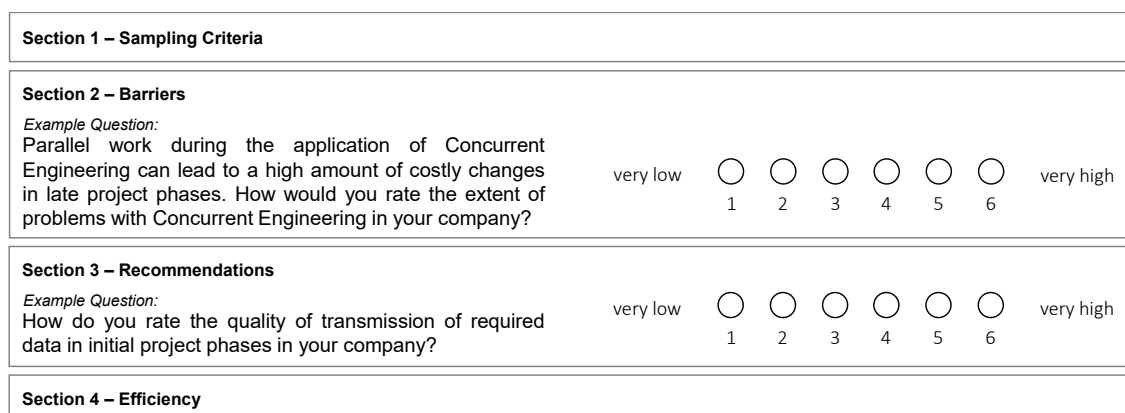 Section 1 – Sampling Criteria
Section 2 – Barriers
Example Question:
Parallel work during the application of Concurrent
Engineering can lead to a high amount of costly changes
in late project phases. How would you rate the extent of
problems with Concurrent Engineering in your company?
very low
1 2 3 4 5 6
very high
Section 3 – Recommendations
Example Question:
How do you rate the quality of transmission of required
data in initial project phases in your company?
very low
1 2 3 4 5 6
very high
Section 4 – Efficiency